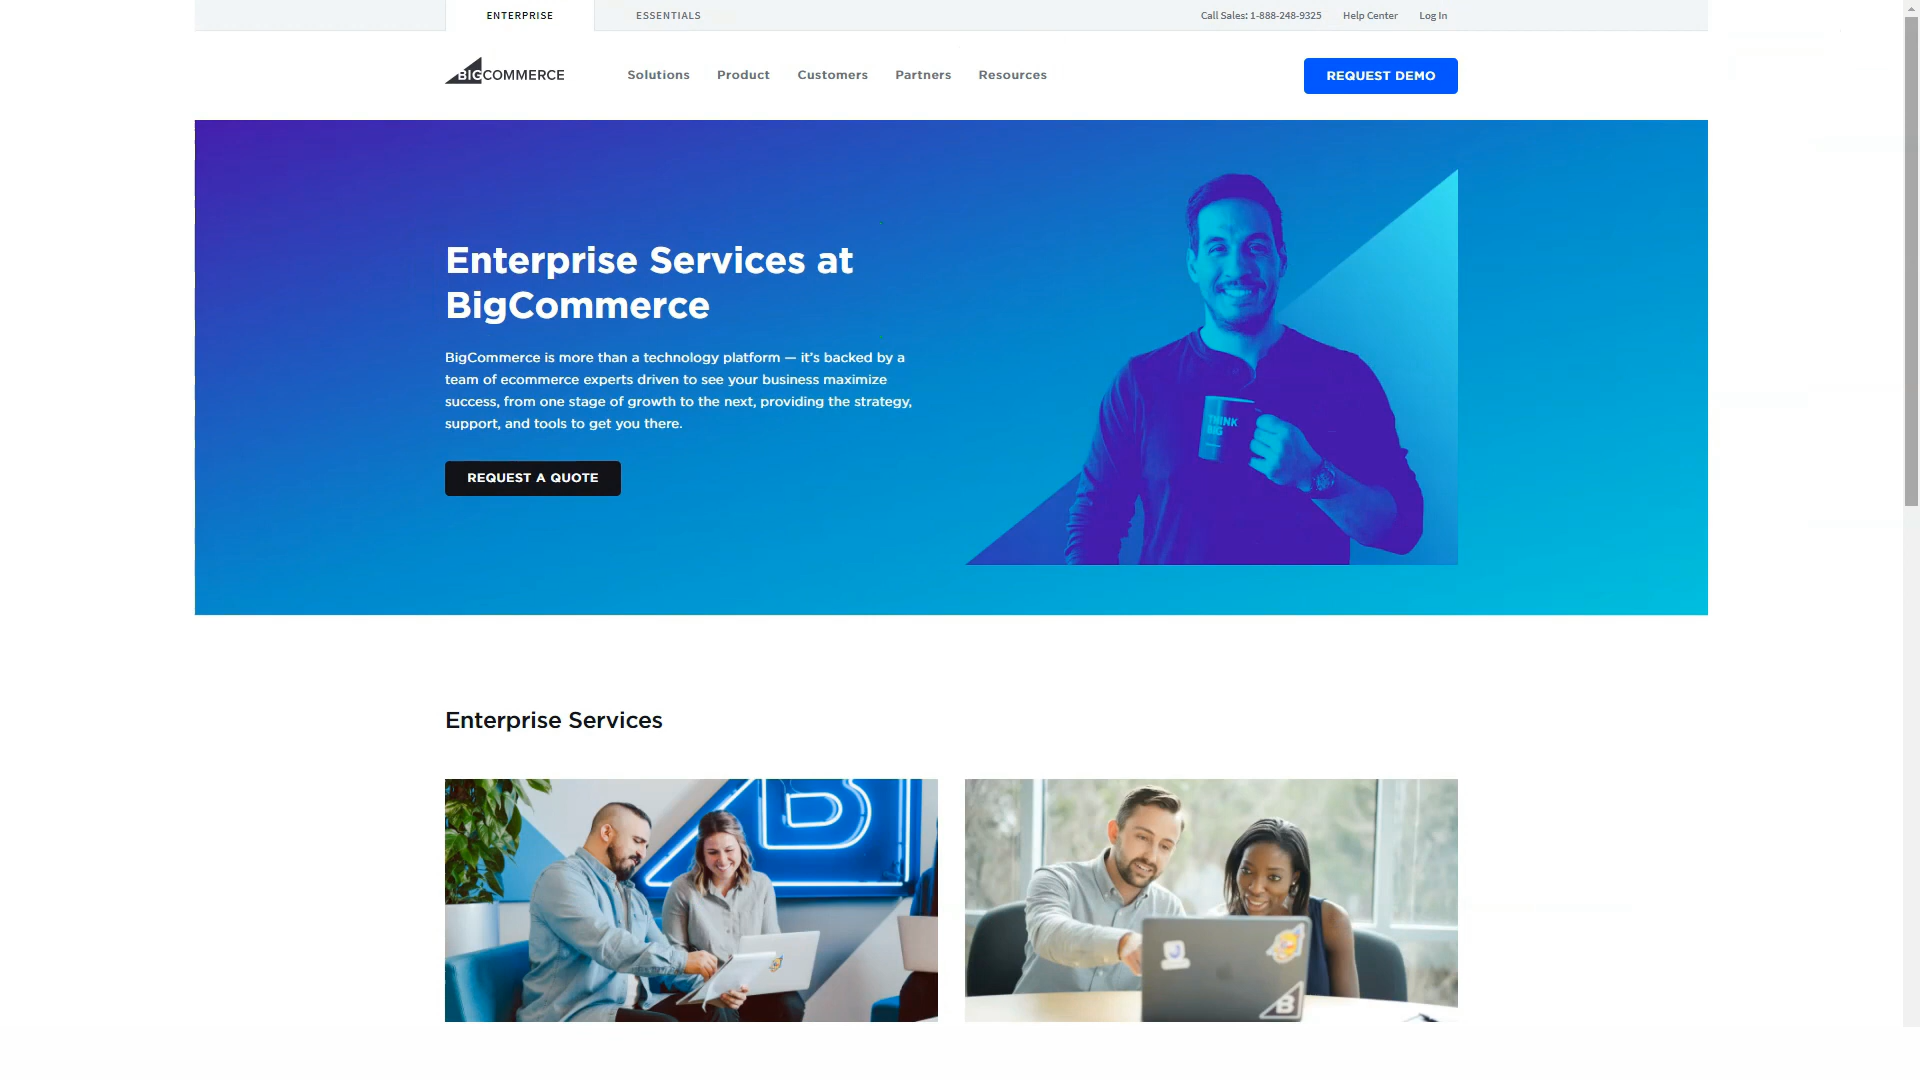 ENTERPRISE
ESSENTIALS
Call Sales: 1-888-248-9325
Help Center
Log In
BIGCOMMERCE
Solutions
Product
Customers
Partners
Resources
REQUEST DEMO
Enterprise Services at
BigCommerce
BigCommerce is more than a technology platform — it's backed by a
team of ecommerce experts driven to see your business maximize
success, from one stage of growth to the next, providing the strategy,
support, and tools to get you there.
REQUEST A QUOTE
THINK
BIG
Enterprise Services
B
B